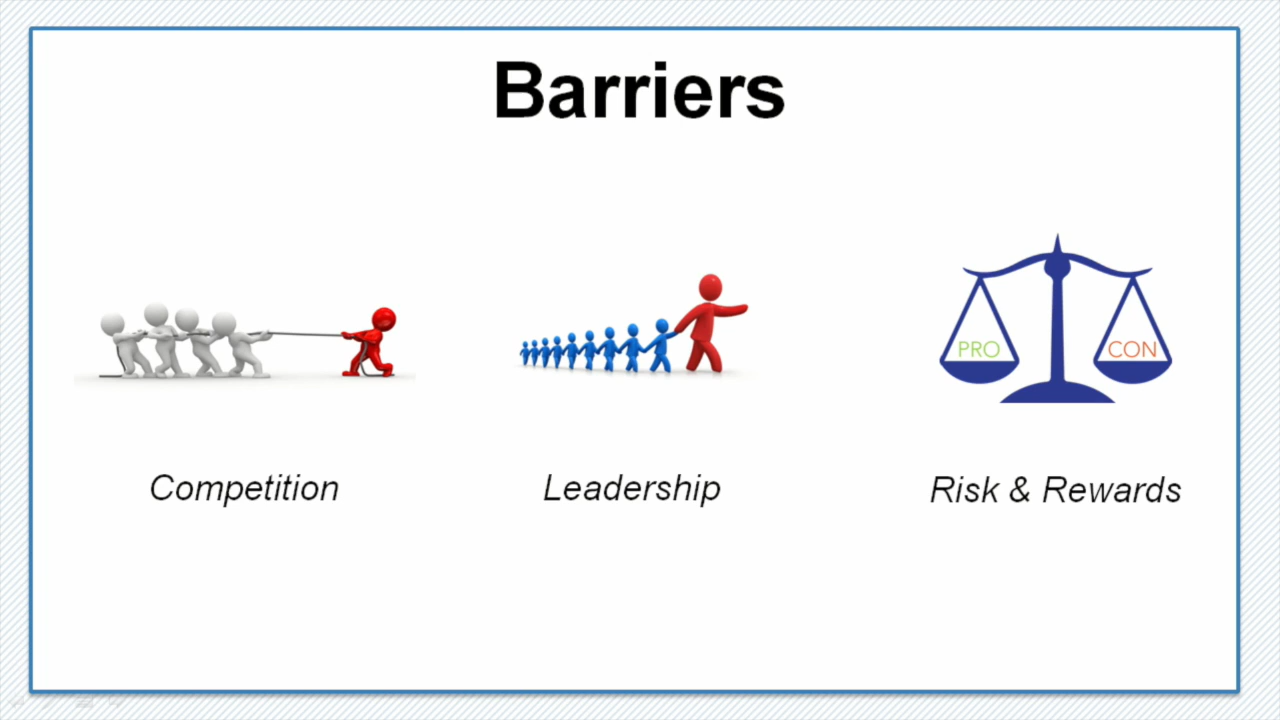 Barriers
PRO
CON
Competition
Leadership
Risk & Rewards